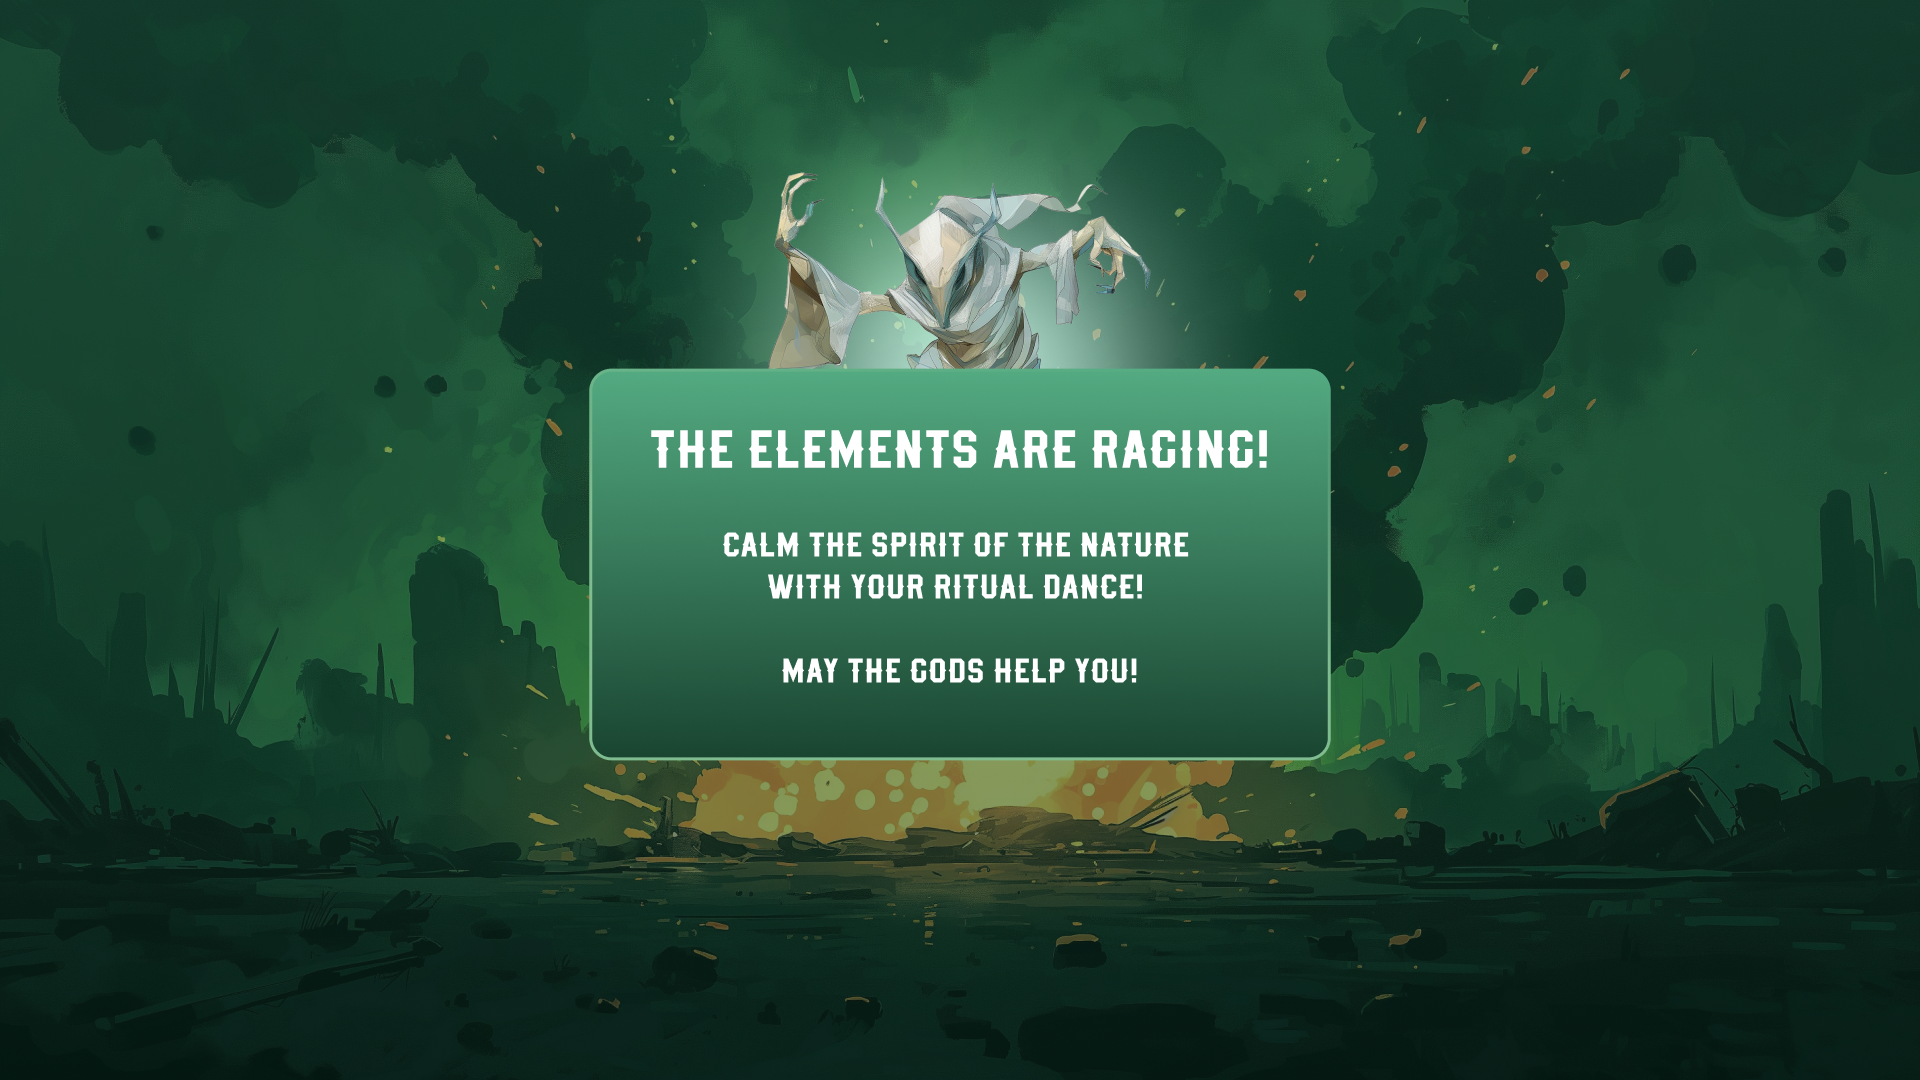 THE ELEMENTS ARE RAGING!
CALM THE SPIRIT OF THE NATURE
WITH YOUR RITUAL DANCE!
MAY THE GODS HELP YOU!